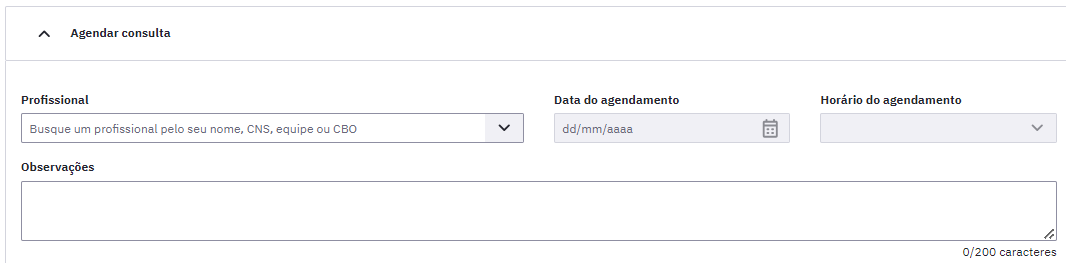 Agendar consulta
Profissional
Data do agendamento
Horário do agendamento
Busque um profissional pelo seu nome, CNS, equipe ou CBO
dd/mm/aaaa
Observações
0/200 caracteres